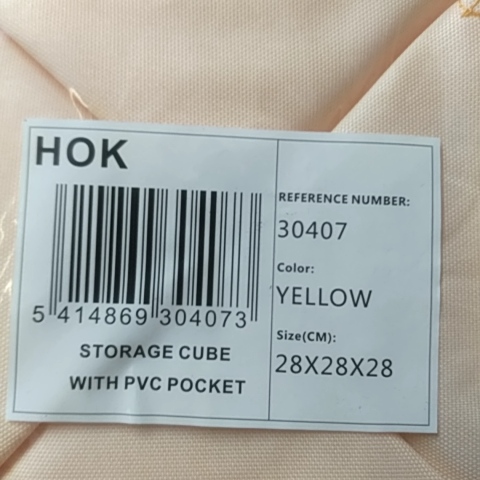 HOK
5 414869 304073
STORAGE CUBE
WITH PVC POCKET
REFERENCE NUMBER:
30407
Color:
YELLOW
Size(CM):
28X28X28